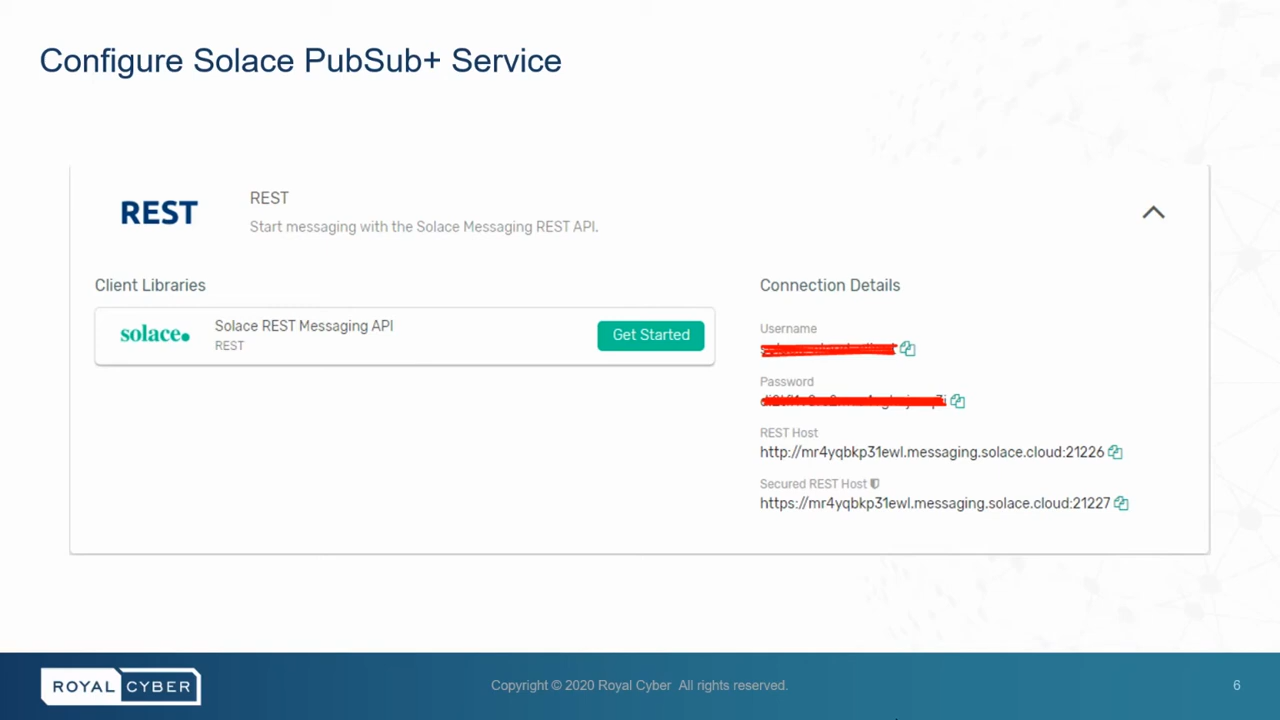 Configure Solace PubSub+ Service
REST
REST
Start messaging with the Solace Messaging REST API.
Client Libraries
Connection Details
solace.
Solace REST Messaging API
REST
Get Started
Username
Password
REST Host
http://mr4yqbkp31ewl.messaging.solace.cloud:21226
Secured REST Host
https://mr4yqbkp31ewl.messaging.solace.cloud:21227
ROYAL CYBER
Copyright © 2020 Royal Cyber All rights reserved.
6